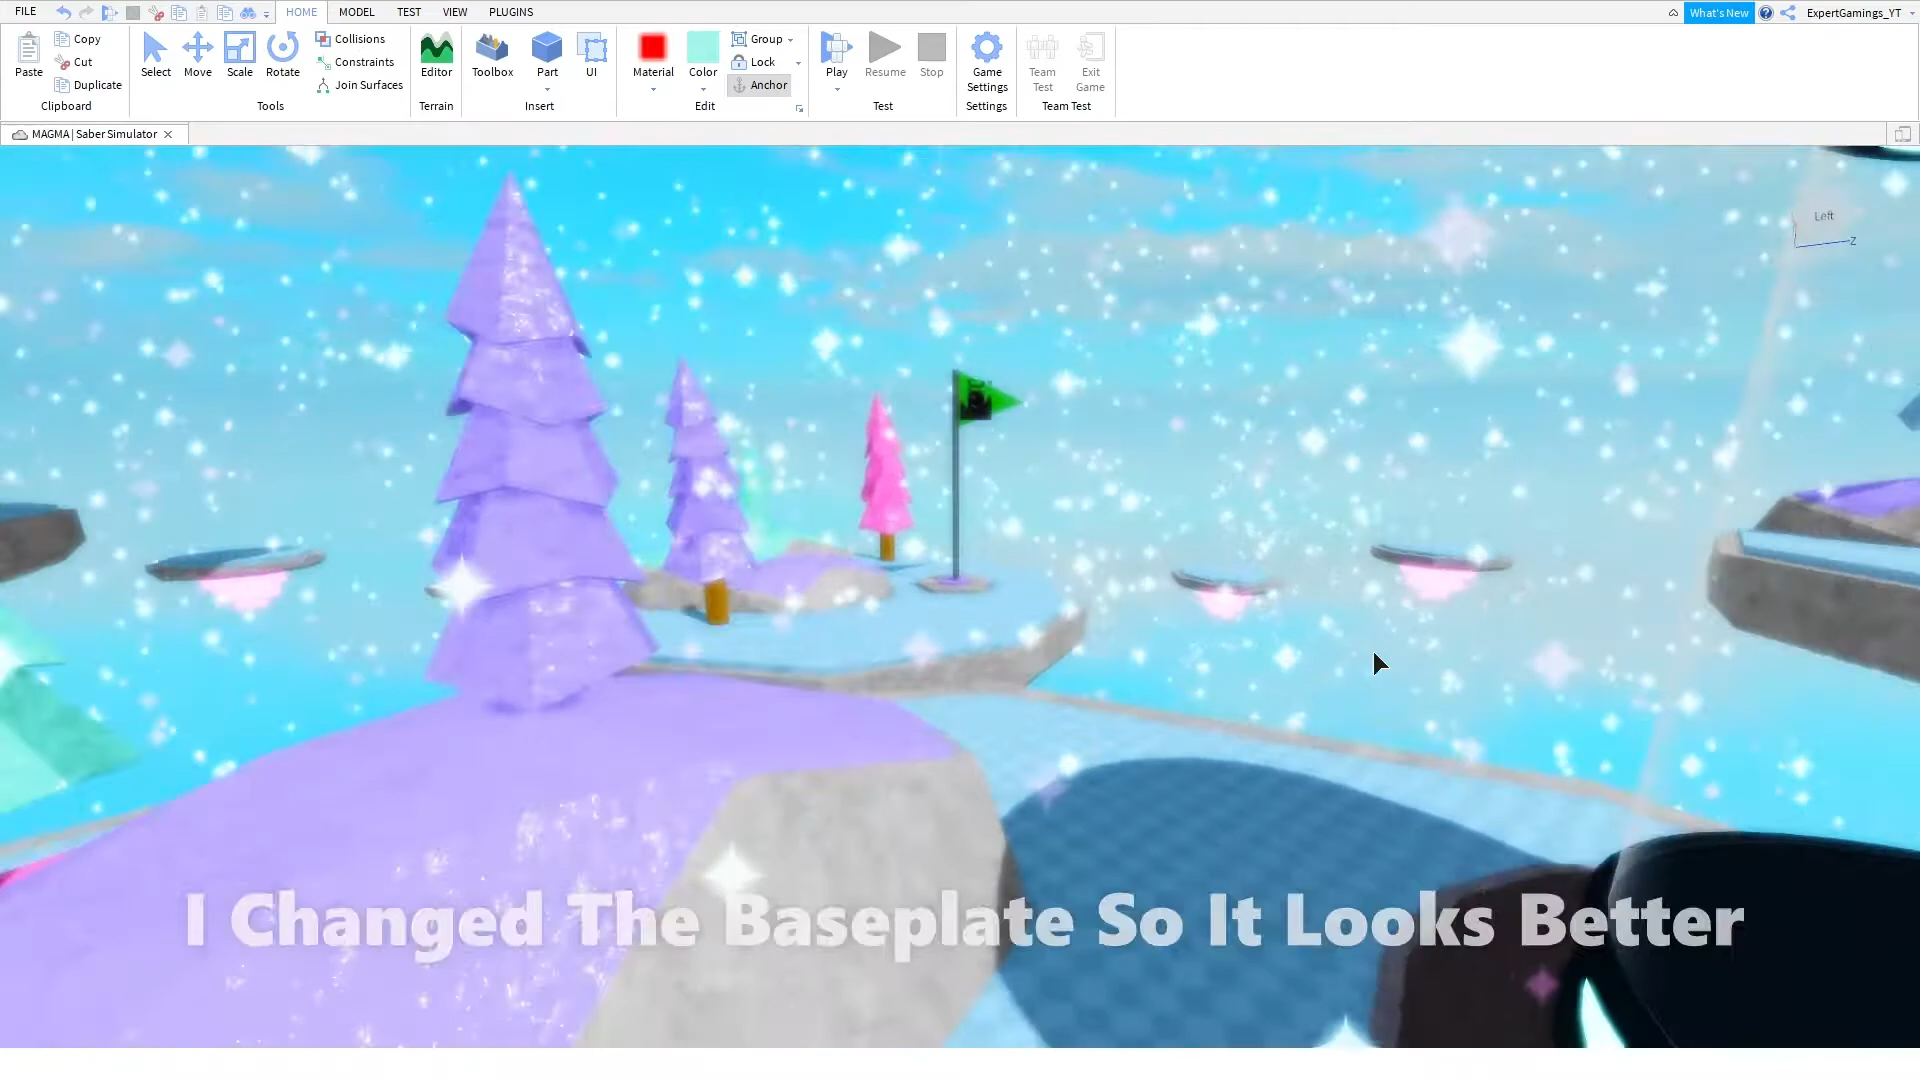 FILE HOME MODEL TEST VIEW PLUGINS What's New ExpertGamings_YT
Paste Copy Cut Duplicate Clipboard
Select Move Scale Rotate Collisions Constraints Join Surfaces Tools
Editor Terrain
Toolbox Part UI Insert
Material Color Group Lock Anchor Edit
Play Resume Stop Test
Game Settings Settings
Team Test Exit Game Team Test
MAGMA | Saber Simulator
Left
Z
I Changed The Baseplate So It Looks Better